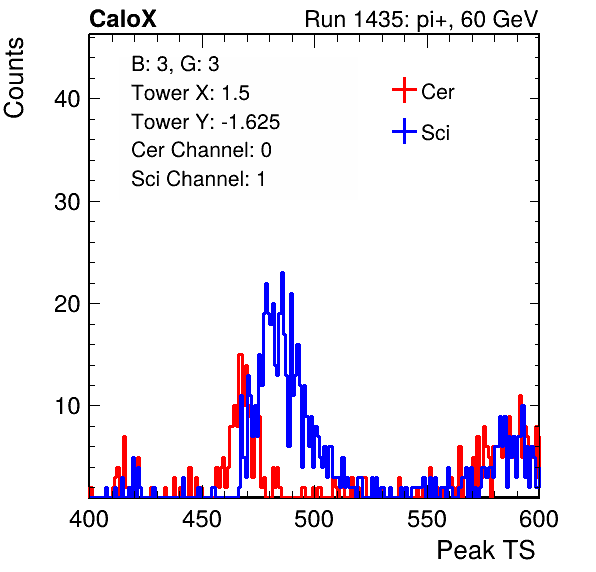 CaloX
Run 1435: pi+, 60 GeV
Counts
B: 3, G: 3
Tower X: 1.5
Tower Y: -1.625
Cer Channel: 0
Sci Channel: 1
Cer
Sci
40
30
20
10
400 450 500 550 600
Peak TS